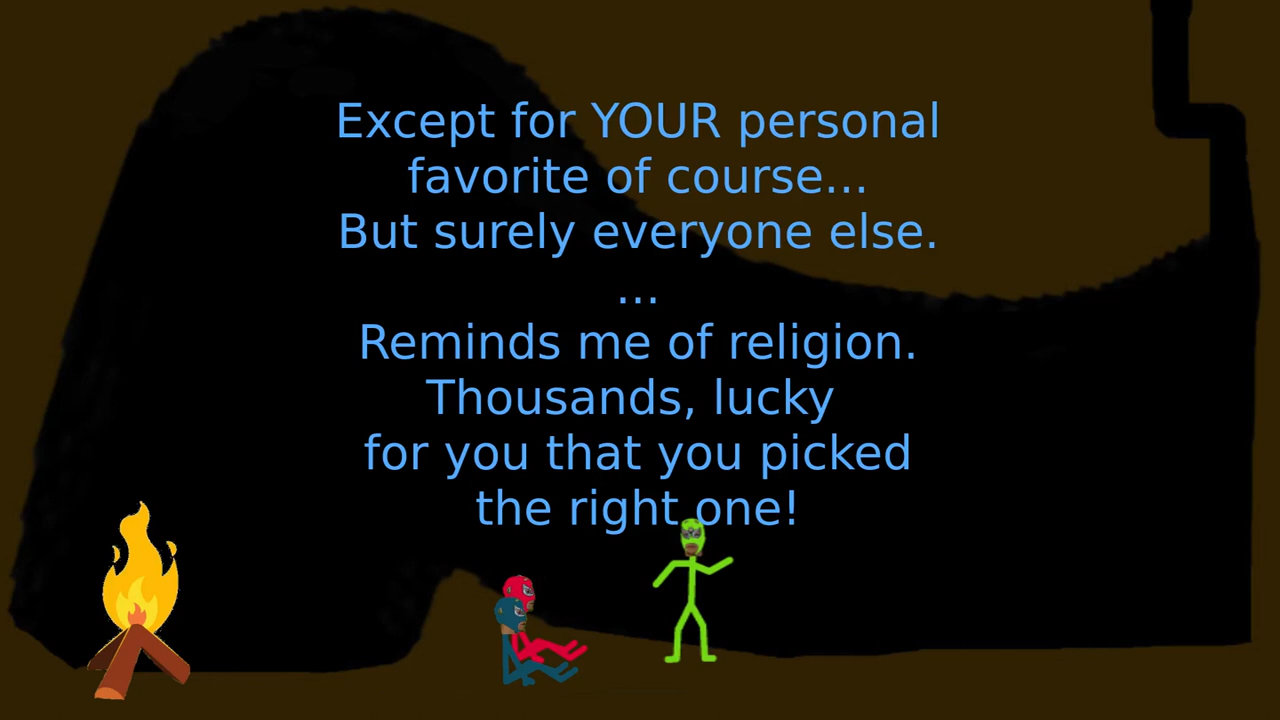 Except for YOUR personal
favorite of course...
But surely everyone else.
...
Reminds me of religion.
Thousands, lucky
for you that you picked
the right one!